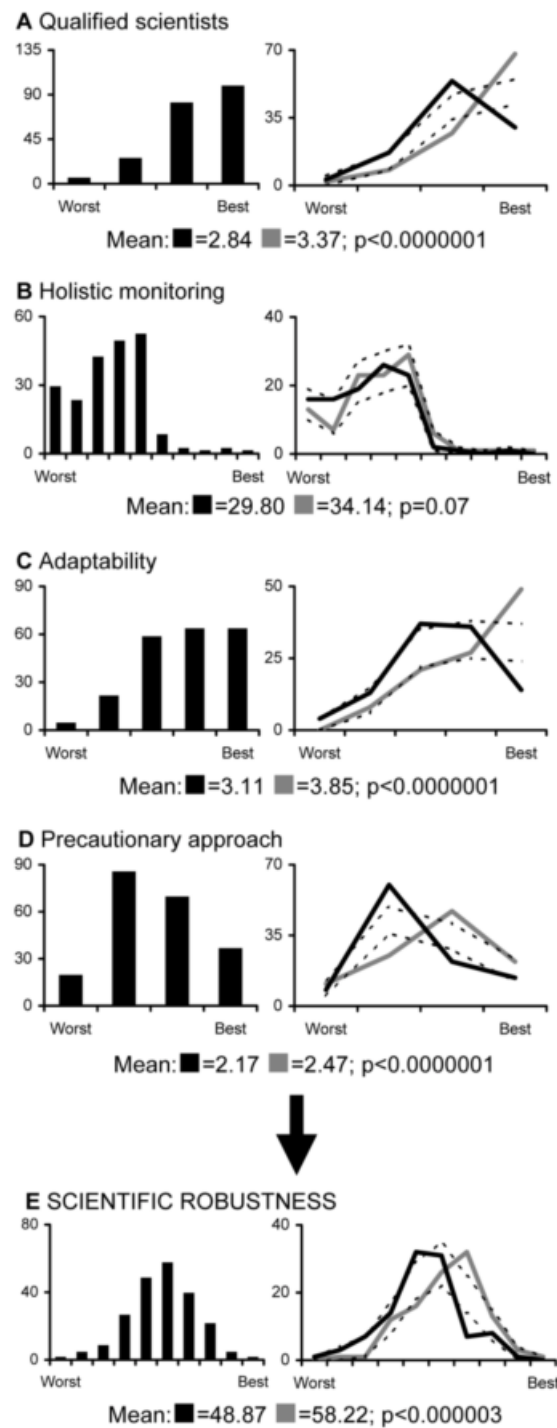 A Qualified scientists
135
90
45
0
Worst Best
70
35
0
Worst Best
Mean: =2.84 =3.37; p<0.0000001
B Holistic monitoring
60
30
0
Worst Best
40
20
0
Worst Best
Mean: =29.80 =34.14; p=0.07
C Adaptability
90
60
30
0
Worst Best
50
25
0
Worst Best
Mean: =3.11 =3.85; p<0.0000001
D Precautionary approach
90
60
30
0
Worst Best
70
35
0
Worst Best
Mean: =2.17 =2.47; p<0.0000001
E SCIENTIFIC ROBUSTNESS
80
40
0
Worst Best
40
20
0
Worst Best
Mean: =48.87 =58.22; p<0.000003